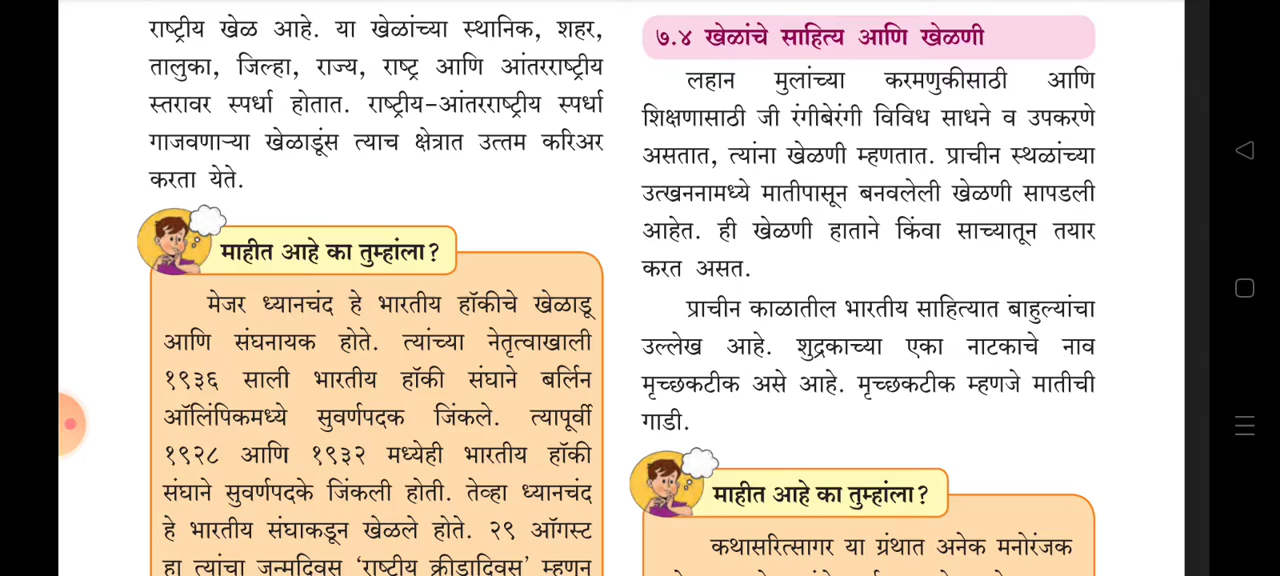 राष्ट्रीय खेळ आहे. या खेळांच्या स्थानिक, शहर,
तालुका, जिल्हा, राज्य, राष्ट्र आणि आंतरराष्ट्रीय
स्तरावर स्पर्धा होतात. राष्ट्रीय-आंतरराष्ट्रीय स्पर्धा
गाजवणाऱ्या खेळाडूंस त्याच क्षेत्रात उत्तम करिअर
करता येते.
माहीत आहे का तुम्हांला?
मेजर ध्यानचंद हे भारतीय हॉकीचे खेळाडू
आणि संघनायक होते. त्यांच्या नेतृत्वाखाली
१९३६ साली भारतीय हॉकी संघाने बर्लिन
ऑलिंपिकमध्ये सुवर्णपदक जिंकले. त्यापूर्वी
१९२८ आणि १९३२ मध्येही भारतीय हॉकी
संघाने सुवर्णपदके जिंकली होती. तेव्हा ध्यानचंद
हे भारतीय संघाकडून खेळले होते. २९ ऑगस्ट
हा त्यांचा जन्मदिवस ‘राष्ट्रीय क्रीडादिवस’ म्हणून
७.४ खेळांचे साहित्य आणि खेळणी
लहान मुलांच्या करमणुकीसाठी आणि
शिक्षणासाठी जी रंगीबेरंगी विविध साधने व उपकरणे
असतात, त्यांना खेळणी म्हणतात. प्राचीन स्थळांच्या
उत्खननामध्ये मातीपासून बनवलेली खेळणी सापडली
आहेत. ही खेळणी हाताने किंवा साच्यातून तयार
करत असत.
प्राचीन काळातील भारतीय साहित्यात बाहुल्यांचा
उल्लेख आहे. शुद्रकाच्या एका नाटकाचे नाव
मृच्छकटीक असे आहे. मृच्छकटीक म्हणजे मातीची
गाडी.
माहीत आहे का तुम्हांला?
कथासरित्सागर या ग्रंथात अनेक मनोरंजक